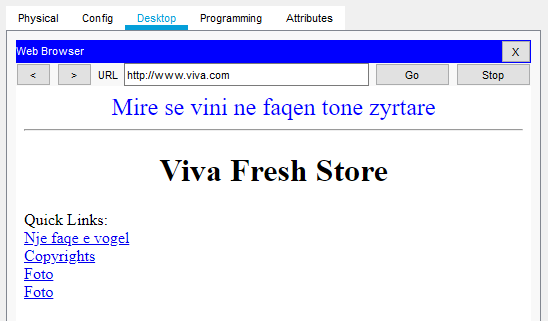 Physical Config Desktop Programming Attributes
Web Browser X
< > URL http://www.viva.com Go Stop
Mire se vini ne faqen tone zyrtare
Viva Fresh Store
Quick Links:
Nje faqe e vogel
Copyrights
Foto
Foto